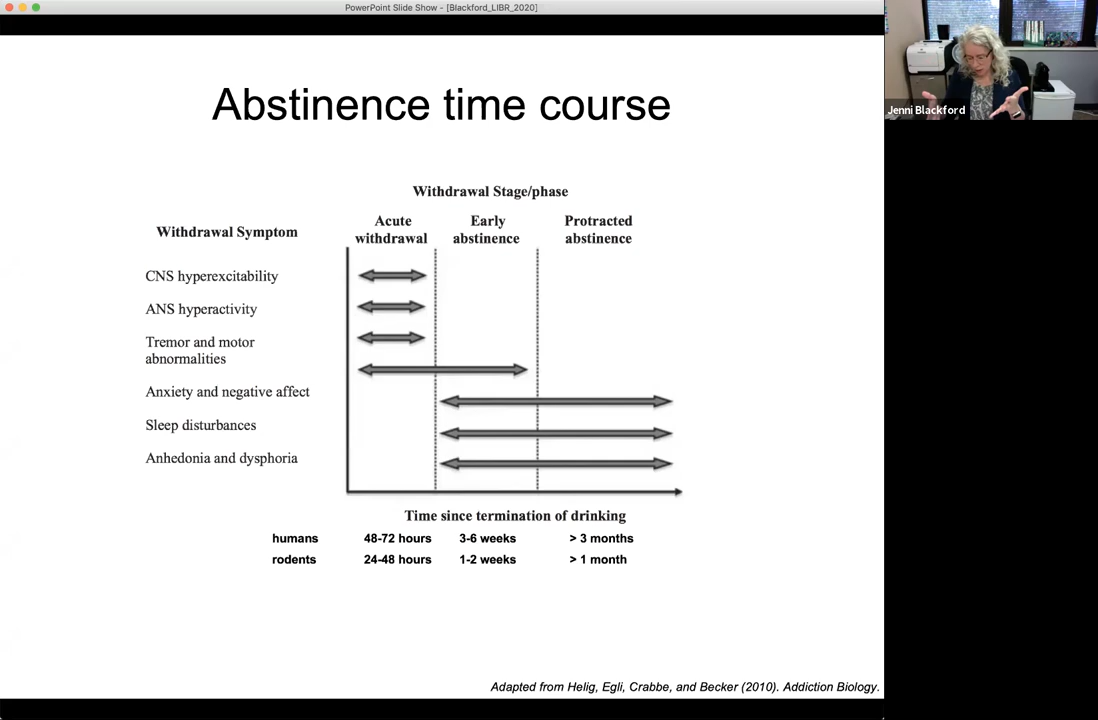 PowerPoint Slide Show - [Blackford_LIBR_2020]
Jenni Blackford
Abstinence time course
Withdrawal Stage/phase
Withdrawal Symptom
Acute withdrawal
Early abstinence
Protracted abstinence
CNS hyperexcitability
ANS hyperactivity
Tremor and motor
abnormalities
Anxiety and negative affect
Sleep disturbances
Anhedonia and dysphoria
Time since termination of drinking
humans 48-72 hours 3-6 weeks > 3 months
rodents 24-48 hours 1-2 weeks > 1 month
Adapted from Helig, Egli, Crabbe, and Becker (2010). Addiction Biology.